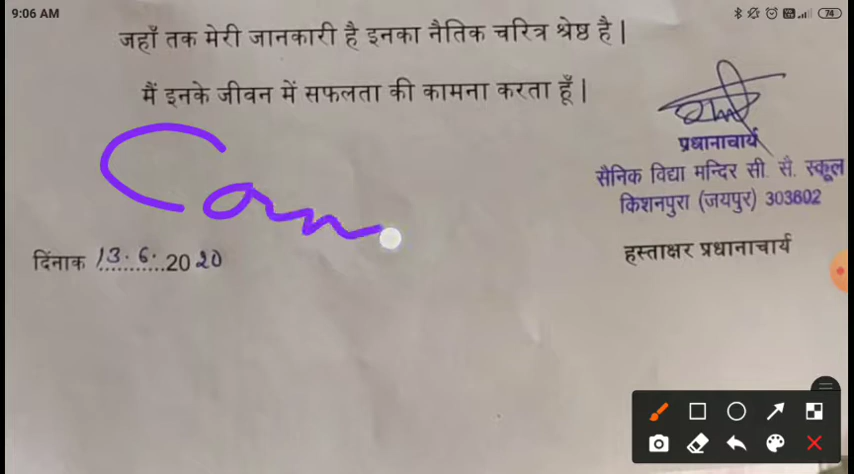 9:06 AM
74
जहाँ तक मेरी जानकारी है इनका नैतिक चरित्र श्रेष्ठ है |
मैं इनके जीवन में सफलता की कामना करता हूँ |
प्रधानाचार्य
सैनिक विद्या मन्दिर सी. सै. स्कूल
किशनपुरा (जयपुर) 303602
हस्ताक्षर प्रधानाचार्य
दिंनाक 13.6.2020